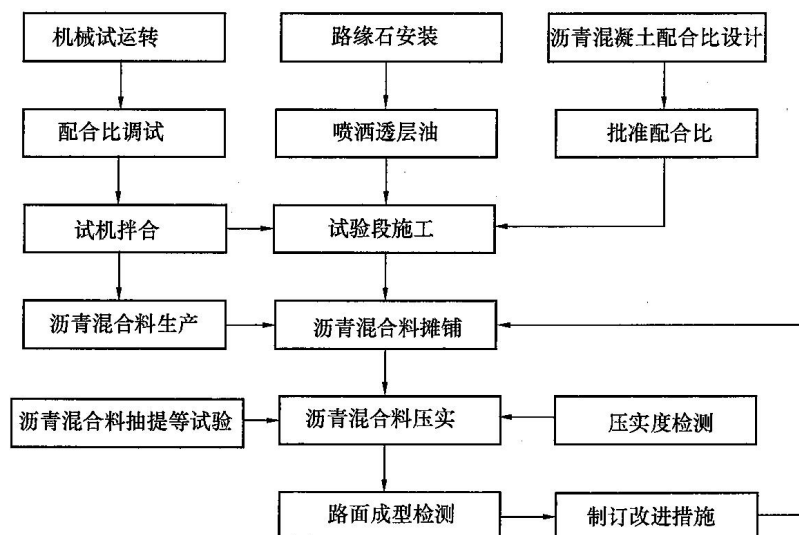 机械试运转
路缘石安装
沥青混凝土配合比设计
配合比调试
喷洒透层油
批准配合比
试机拌合
试验段施工
沥青混合料生产
沥青混合料摊铺
沥青混合料抽提等试验
沥青混合料压实
压实度检测
路面成型检测
制订改进措施